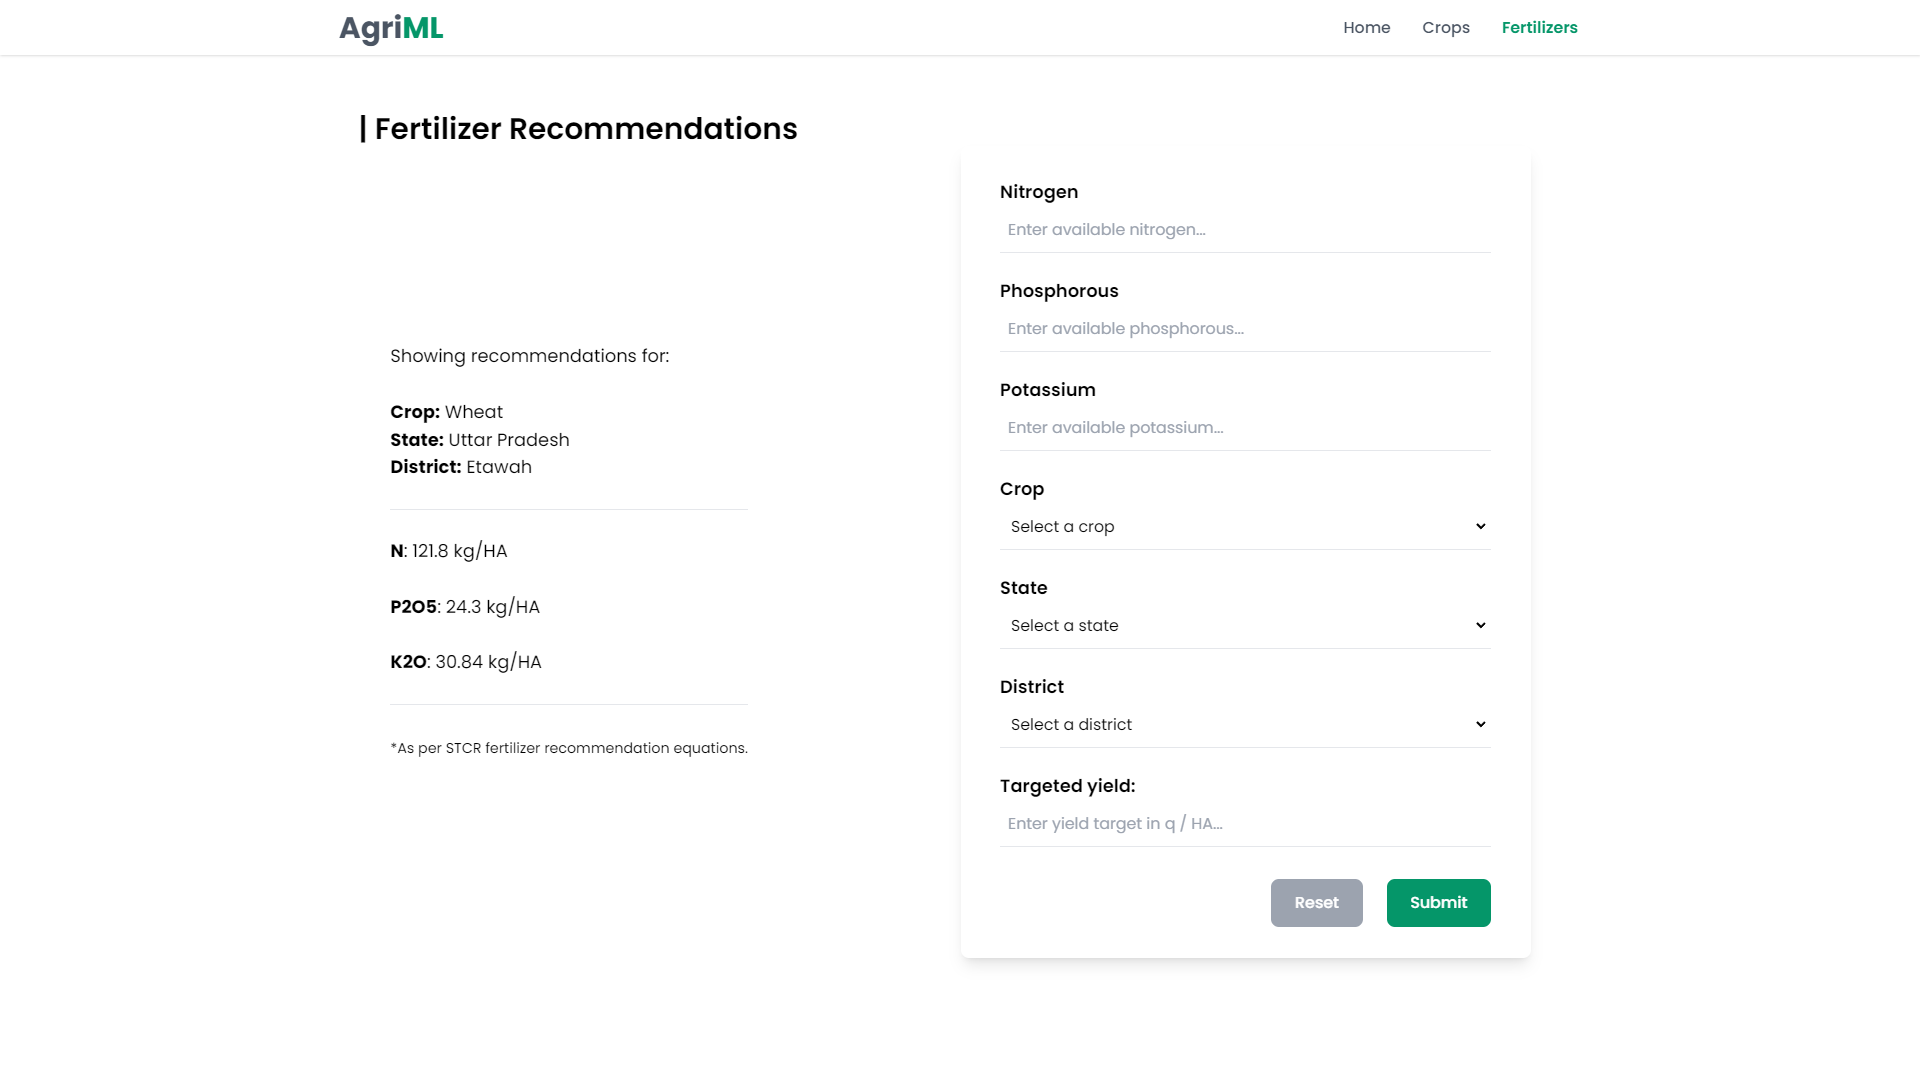 AgriML
Home
Crops
Fertilizers
| Fertilizer Recommendations
Showing recommendations for:
Crop: Wheat
State: Uttar Pradesh
District: Etawah
N: 121.8 kg/HA
P2O5: 24.3 kg/HA
K2O: 30.84 kg/HA
*As per STCR fertilizer recommendation equations.
Nitrogen
Enter available nitrogen...
Phosphorous
Enter available phosphorous...
Potassium
Enter available potassium...
Crop
Select a crop
State
Select a state
District
Select a district
Targeted yield:
Enter yield target in q / HA...
Reset
Submit